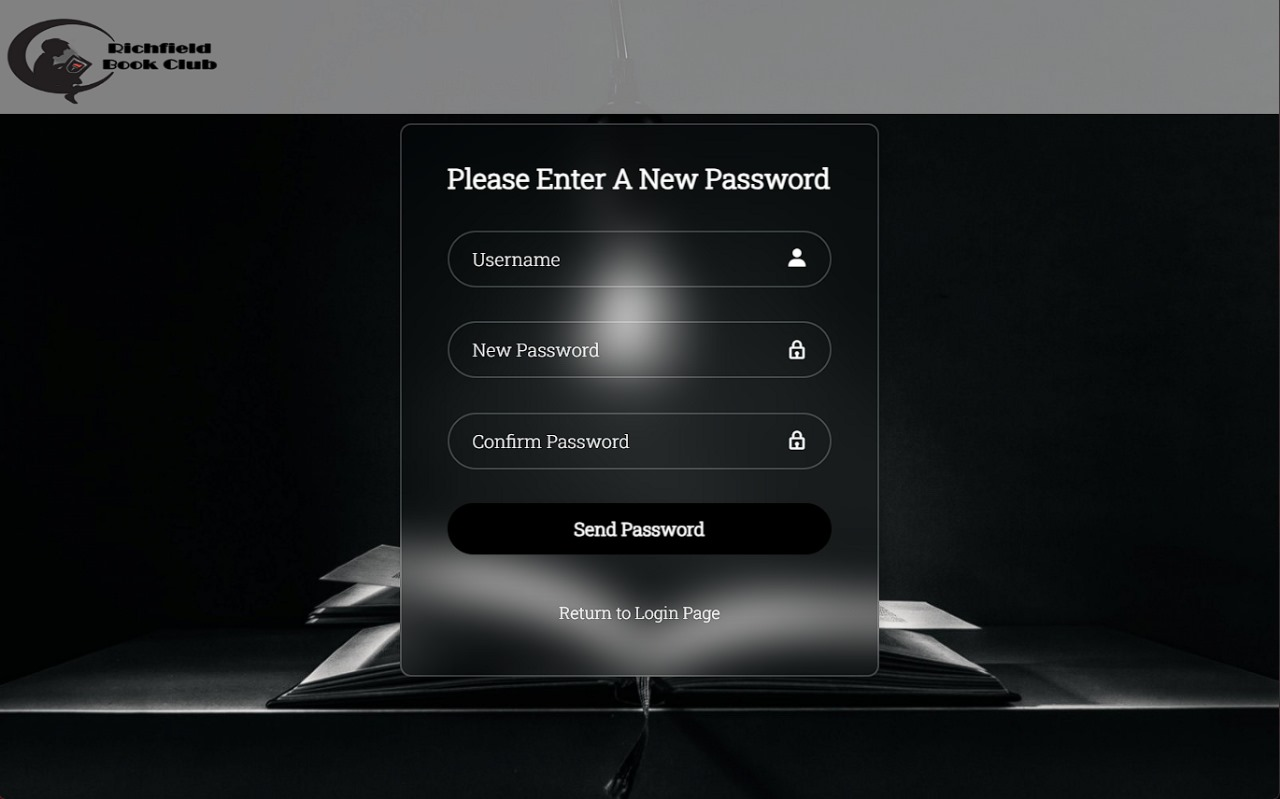 Richfield
Book Club
Please Enter A New Password
Username
New Password
Confirm Password
Send Password
Return to Login Page